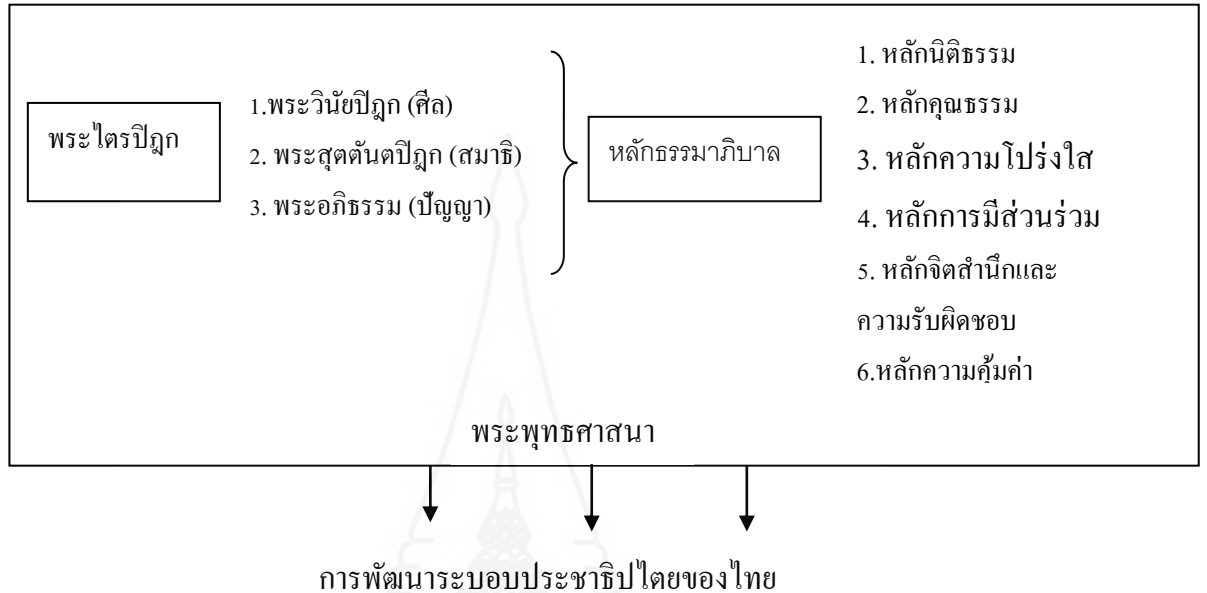 พระไตรปิฎก
1.พระวินัยปิฎก (ศีล)
2. พระสุตตันตปิฎก (สมาธิ)
3. พระอภิธรรม (ปัญญา)
หลักธรรมาภิบาล
1. หลักนิติธรรม
2. หลักคุณธรรม
3. หลักความโปร่งใส
4. หลักการมีส่วนร่วม
5. หลักจิตสำนึกและ
ความรับผิดชอบ
6.หลักความคุ้มค่า
พระพุทธศาสนา
การพัฒนาระบอบประชาธิปไตยของไทย